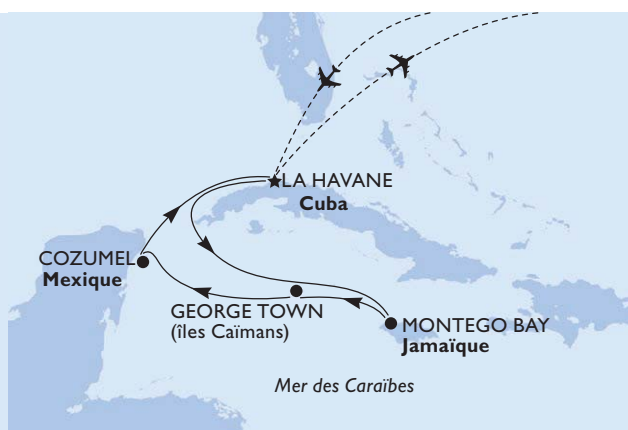 LA HAVANE
Cuba
COZUMEL
Mexique
GEORGE TOWN
(îles Caïmans)
MONTEGO BAY
Jamaïque
Mer des Caraïbes